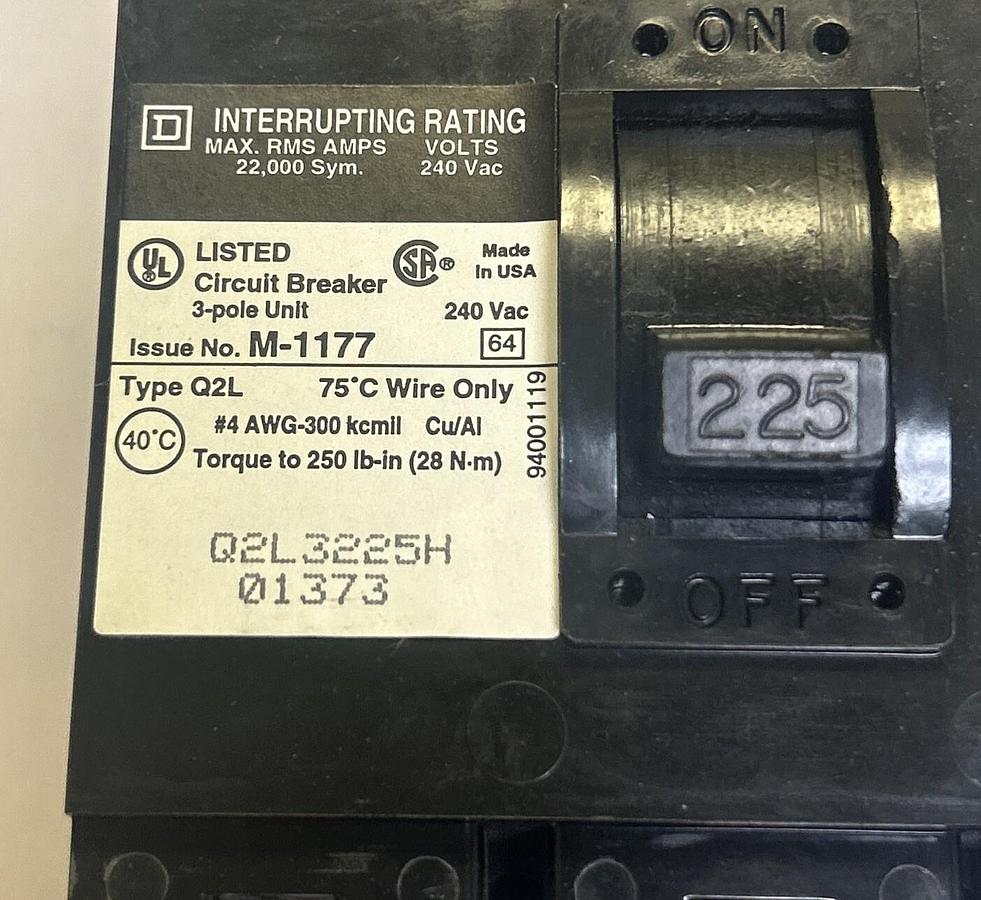 ON
D INTERRUPTING RATING
MAX. RMS AMPS VOLTS
22,000 Sym. 240 Vac
UL ® LISTED SA® Made
Circuit Breaker In USA
3-pole Unit 240 Vac
Issue No. M-1177 64
Type Q2L 75°C Wire Only
40°C #4 AWG-300 kcmil Cu/Al
Torque to 250 lb-in (28 N·m)
94001119
225
Q2L3225H
01373
OFF